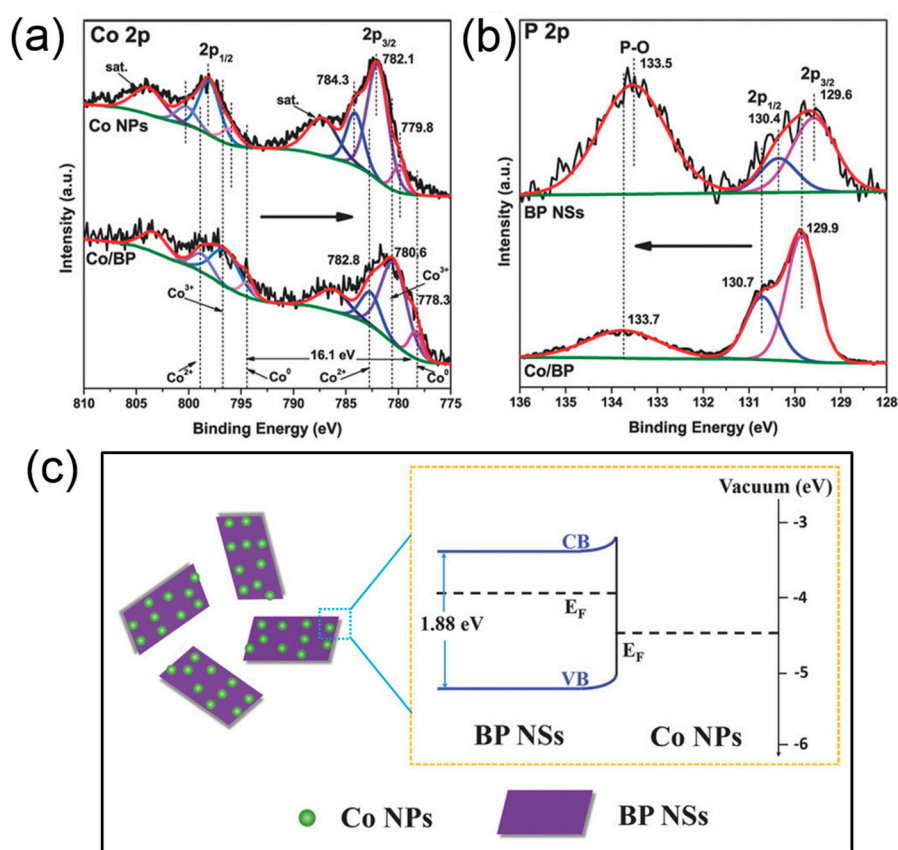 (a)
Co 2p
2p1/2
2p3/2
782.1
784.3
sat.
sat.
779.8
Co NPs
Co/BP
782.8
780.6
Co3+
778.3
Co3+
16.1 eV
Co2+
Co0
Co2+
Co0
810 805 800 795 790 785 780 775
Binding Energy (eV)
Intensity (a.u.)
(b)
P 2p
P-O
133.5
2p1/2
130.4
2p3/2
129.6
BP NSs
129.9
130.7
133.7
Co/BP
136 135 134 133 132 131 130 129 128
Binding Energy (eV)
Intensity (a.u.)
(c)
Vacuum (eV)
-3
CB
-4
EF
1.88 eV
EF
VB
-5
BP NSs
Co NPs
-6
Co NPs
BP NSs